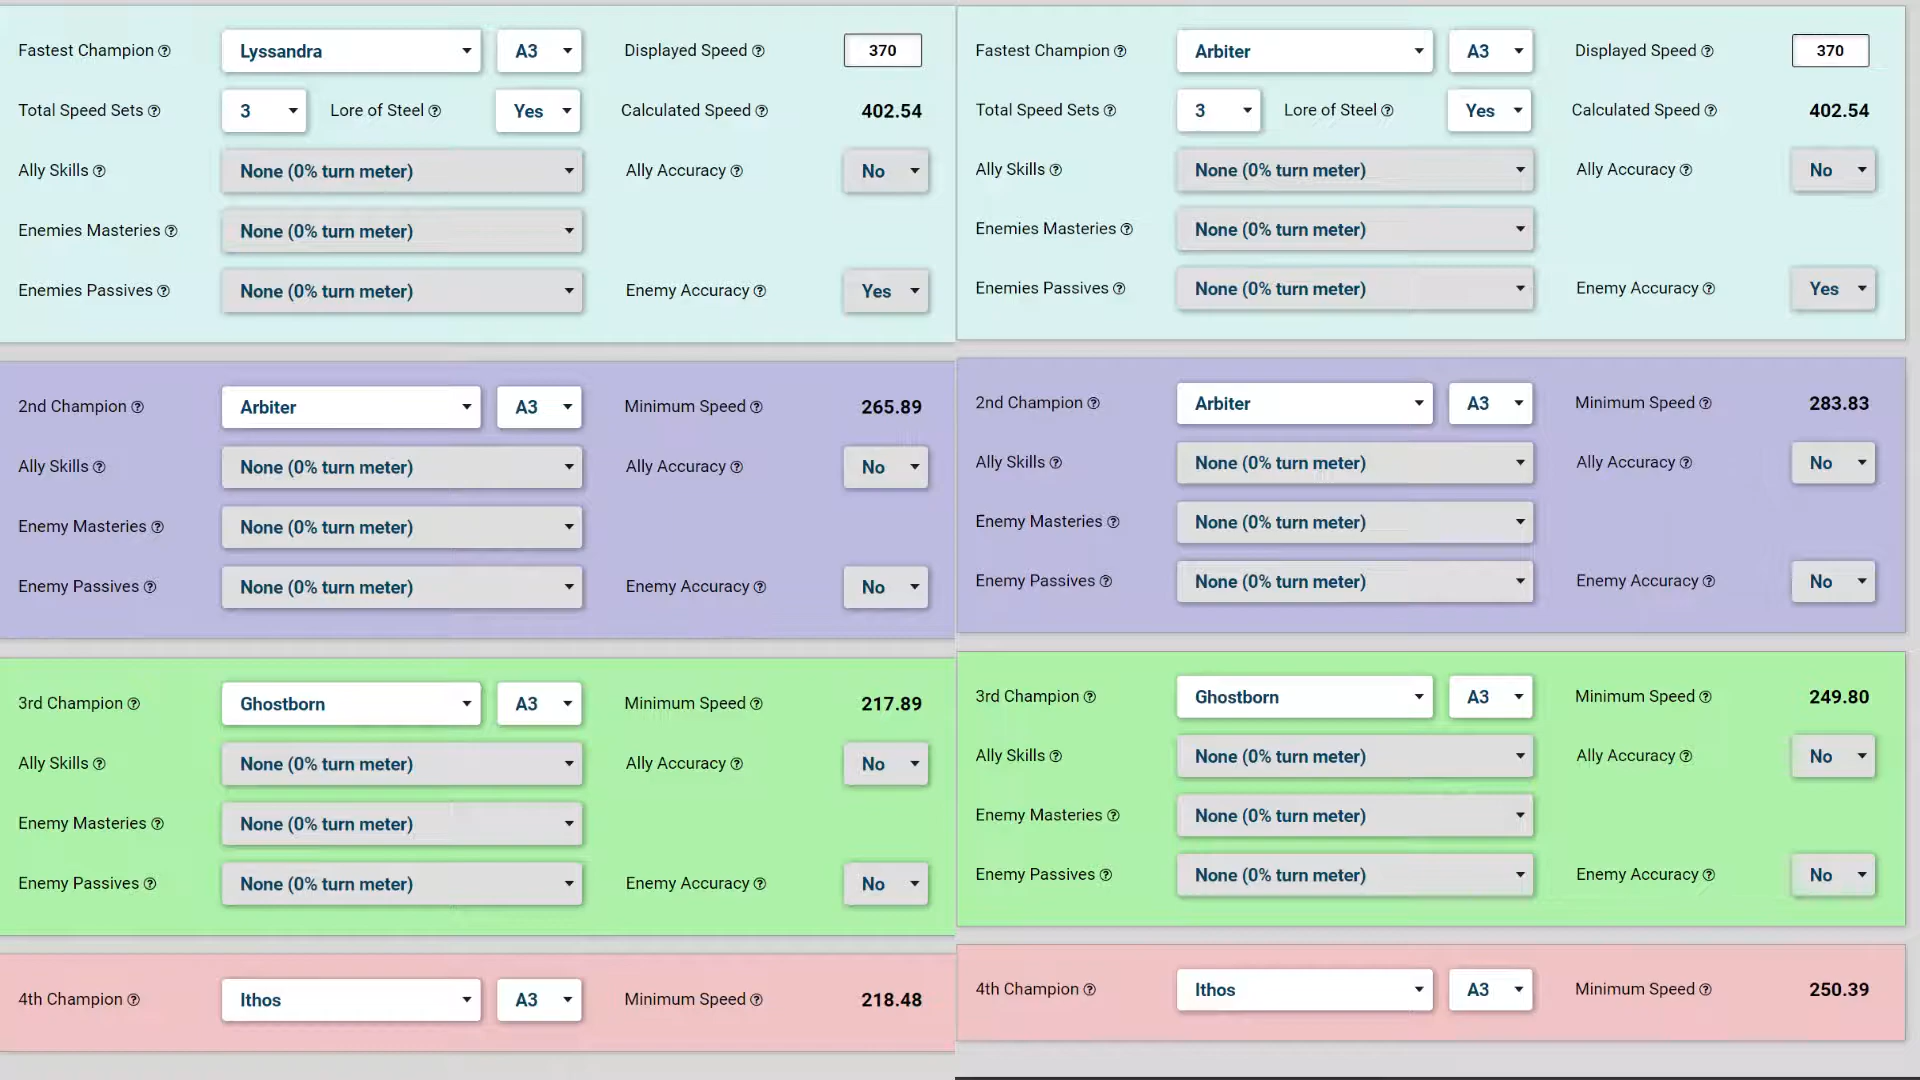 Fastest Champion Lyssandra A3 Displayed Speed 370
Total Speed Sets 3 Lore of Steel Yes Calculated Speed 402.54
Ally Skills None (0% turn meter) Ally Accuracy No
Enemies Masteries None (0% turn meter)
Enemies Passives None (0% turn meter) Enemy Accuracy Yes
2nd Champion Arbiter A3 Minimum Speed 265.89
Ally Skills None (0% turn meter) Ally Accuracy No
Enemy Masteries None (0% turn meter)
Enemy Passives None (0% turn meter) Enemy Accuracy No
3rd Champion Ghostborn A3 Minimum Speed 217.89
Ally Skills None (0% turn meter) Ally Accuracy No
Enemy Masteries None (0% turn meter)
Enemy Passives None (0% turn meter) Enemy Accuracy No
4th Champion Ithos A3 Minimum Speed 218.48
Fastest Champion Arbiter A3 Displayed Speed 370
Total Speed Sets 3 Lore of Steel Yes Calculated Speed 402.54
Ally Skills None (0% turn meter) Ally Accuracy No
Enemies Masteries None (0% turn meter)
Enemies Passives None (0% turn meter) Enemy Accuracy Yes
2nd Champion Arbiter A3 Minimum Speed 283.83
Ally Skills None (0% turn meter) Ally Accuracy No
Enemy Masteries None (0% turn meter)
Enemy Passives None (0% turn meter) Enemy Accuracy No
3rd Champion Ghostborn A3 Minimum Speed 249.80
Ally Skills None (0% turn meter) Ally Accuracy No
Enemy Masteries None (0% turn meter)
Enemy Passives None (0% turn meter) Enemy Accuracy No
4th Champion Ithos A3 Minimum Speed 250.39